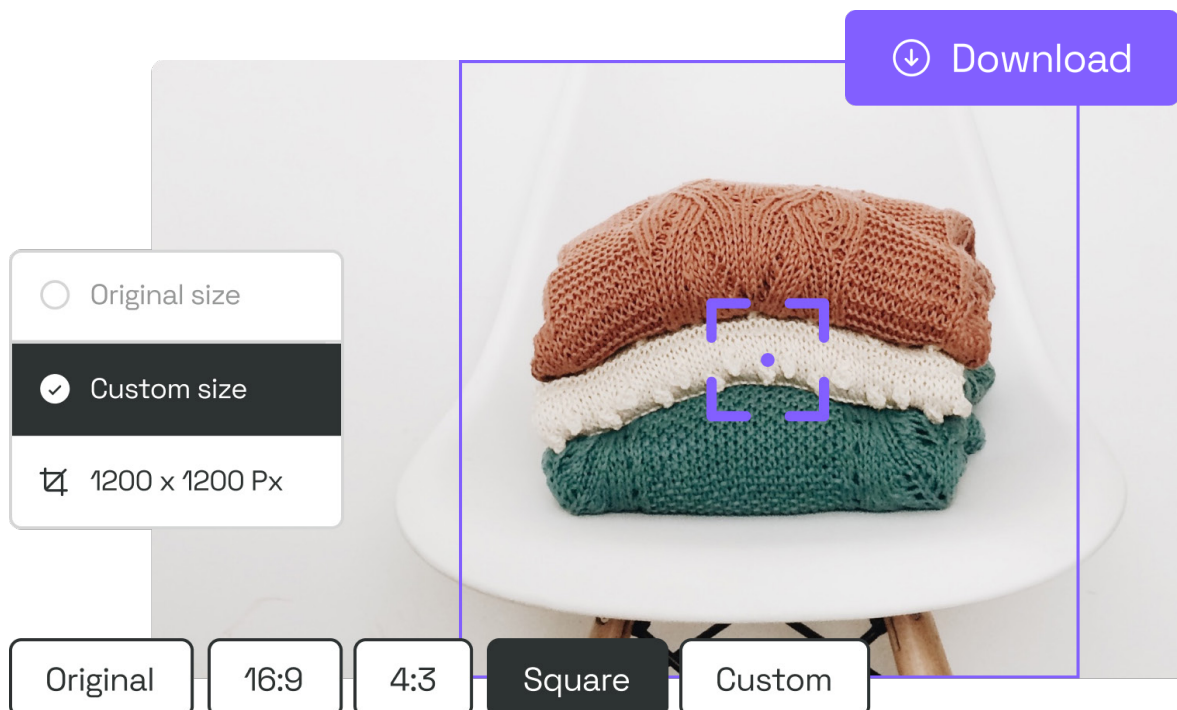 Download
Original size
Custom size
1200 x 1200 Px
Original
16:9
4:3
Square
Custom